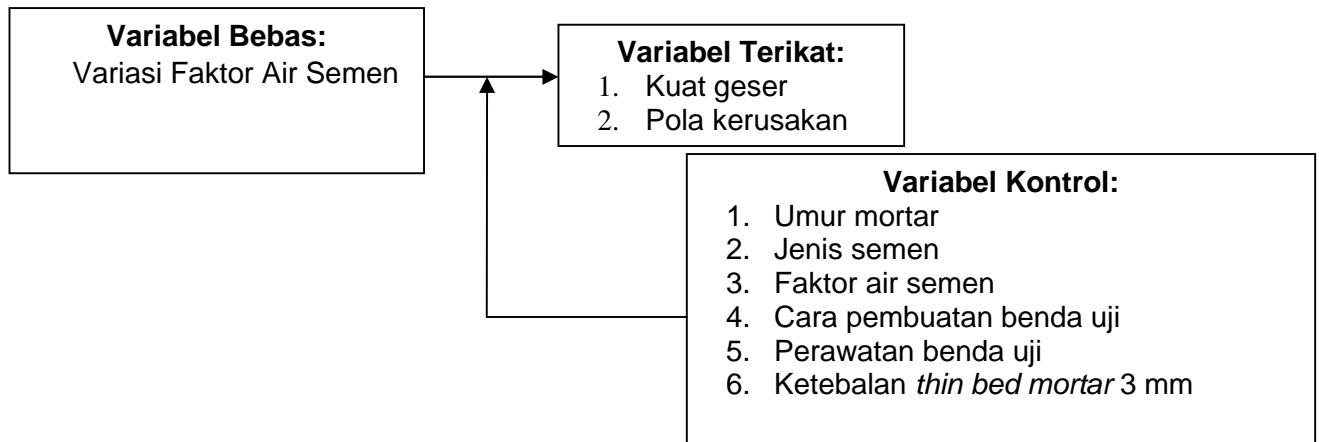 Variabel Bebas:
Variasi Faktor Air Semen
Variabel Terikat:
1. Kuat geser
2. Pola kerusakan
Variabel Kontrol:
1. Umur mortar
2. Jenis semen
3. Faktor air semen
4. Cara pembuatan benda uji
5. Perawatan benda uji
6. Ketebalan thin bed mortar 3 mm